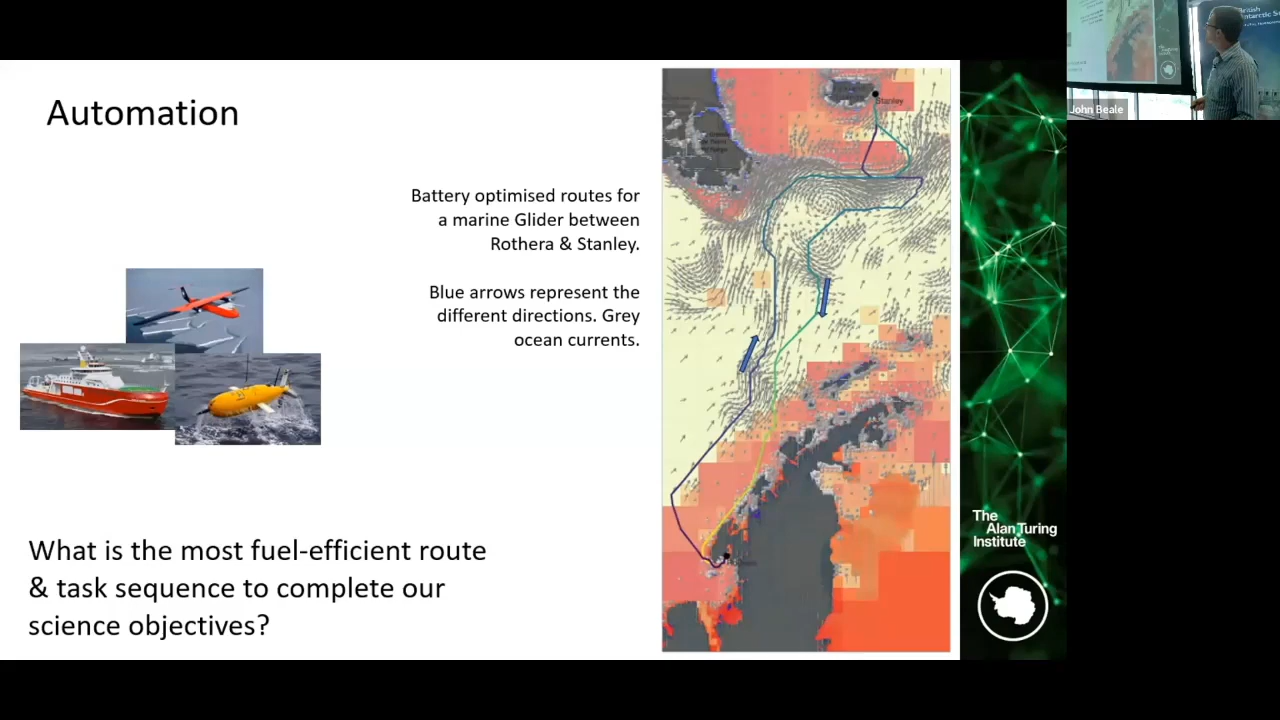 Automation
Battery optimised routes for
a marine Glider between
Rothera & Stanley.
Blue arrows represent the
different directions. Grey
ocean currents.
What is the most fuel-efficient route
& task sequence to complete our
science objectives?
Stanley
The
Alan Turing
Institute
John Beale